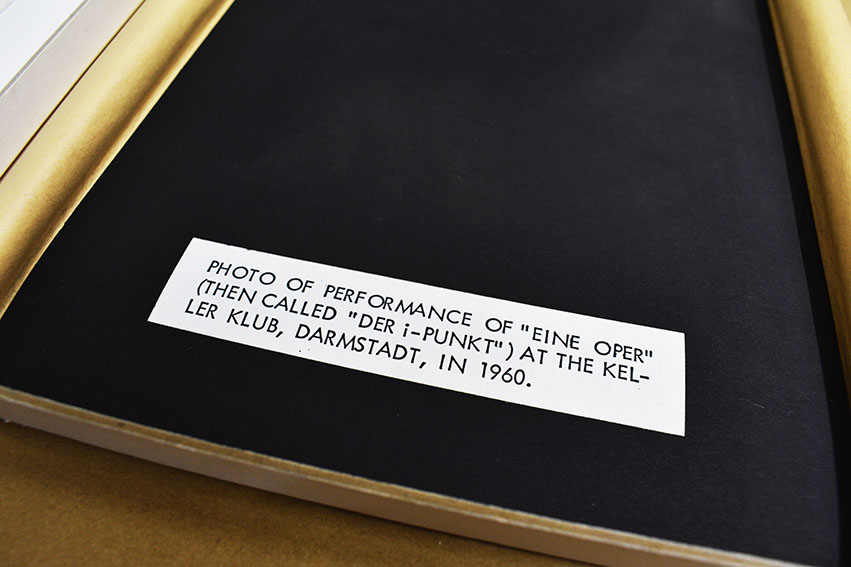 PHOTO OF PERFORMANCE OF "EINE OPER"
(THEN CALLED "DER i-PUNKT") AT THE KEL-
LER KLUB, DARMSTADT, IN 1960.